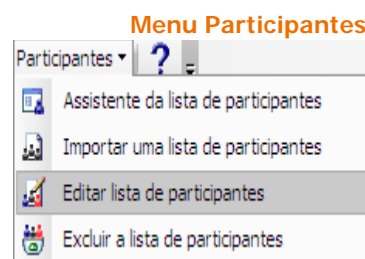 Menu Participantes
Participantes ?
Assistente da lista de participantes
Importar uma lista de participantes
Editar lista de participantes
Excluir a lista de participantes